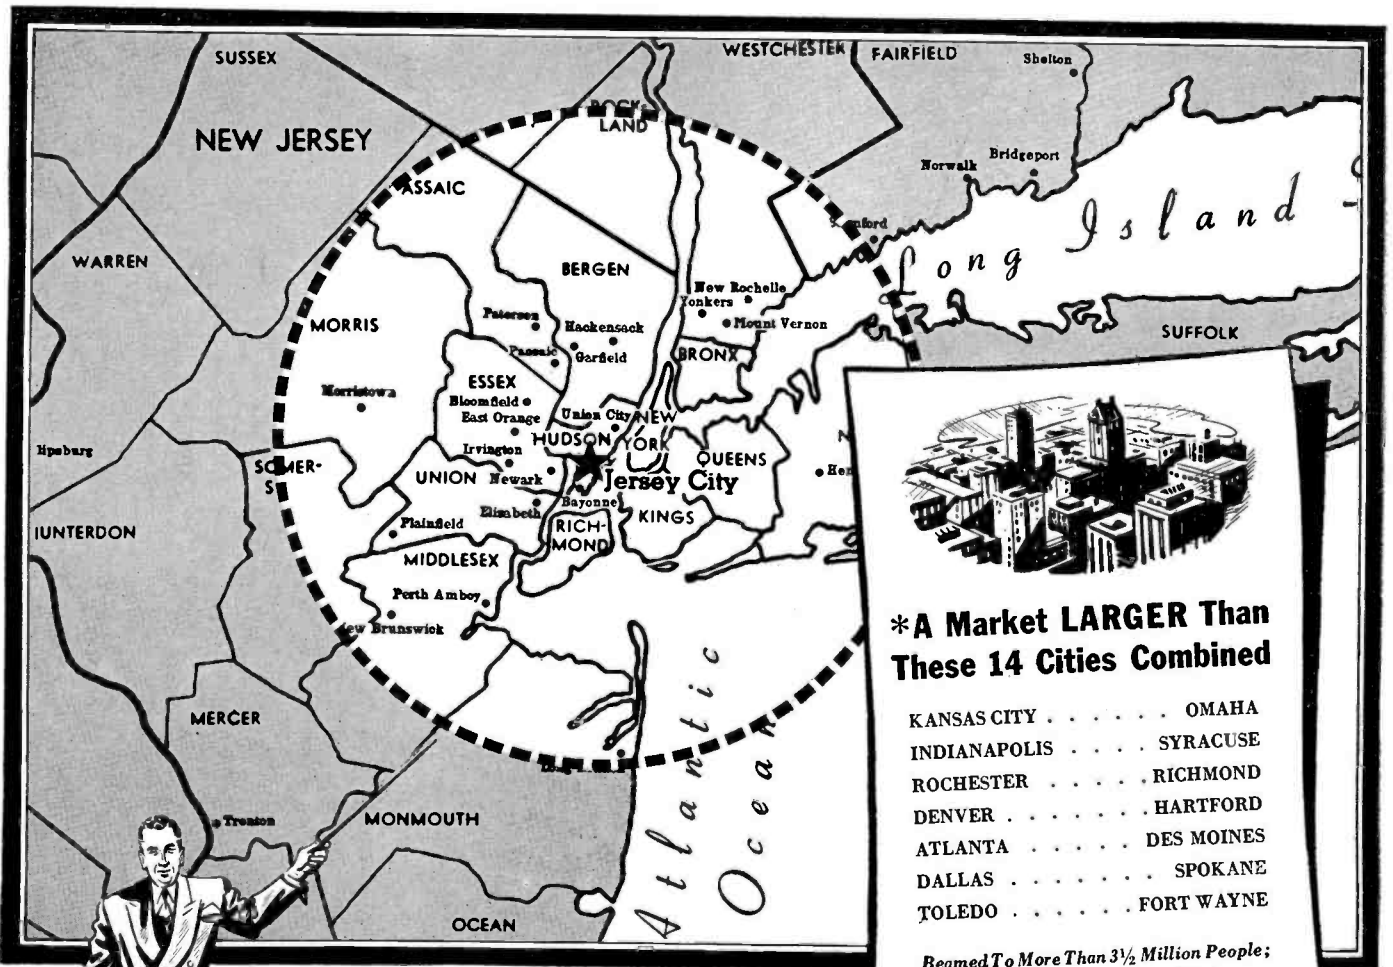 SUSSEX
WESTCHESTER
FAIRFIELD
Shelton
ROCK-
LAND
NEW JERSEY
Norwalk
Bridgeport
ASSAIC
Long Island
WARREN
BERGEN
New Rochelle
Yonkers
Mount Vernon
MORRIS
Paterson
Hackensack
Passaic
Garfield
BRONX
SUFFOLK
ESSEX
Morristown
Bloomfield
East Orange
Union City
NEW
YORK
HUDSON
Irvington
QUEENS
SOMER-
S
UNION
Newark
Jersey City
Elizabeth
Bayonne
KINGS
RICH-
MOND
Plainfield
IUNTERDON
MIDDLESEX
Perth Amboy
ew Brunswick
MERCER
Trenton
MONMOUTH
OCEAN
Atlantic
Ocean
*A Market LARGER Than
These 14 Cities Combined
KANSAS CITY . . . . . . OMAHA
INDIANAPOLIS . . . . SYRACUSE
ROCHESTER . . . . . RICHMOND
DENVER . . . . . . . HARTFORD
ATLANTA . . . . . DES MOINES
DALLAS . . . . . . . SPOKANE
TOLEDO . . . . . . FORT WAYNE
Beamed To More Than 3½ Million People;